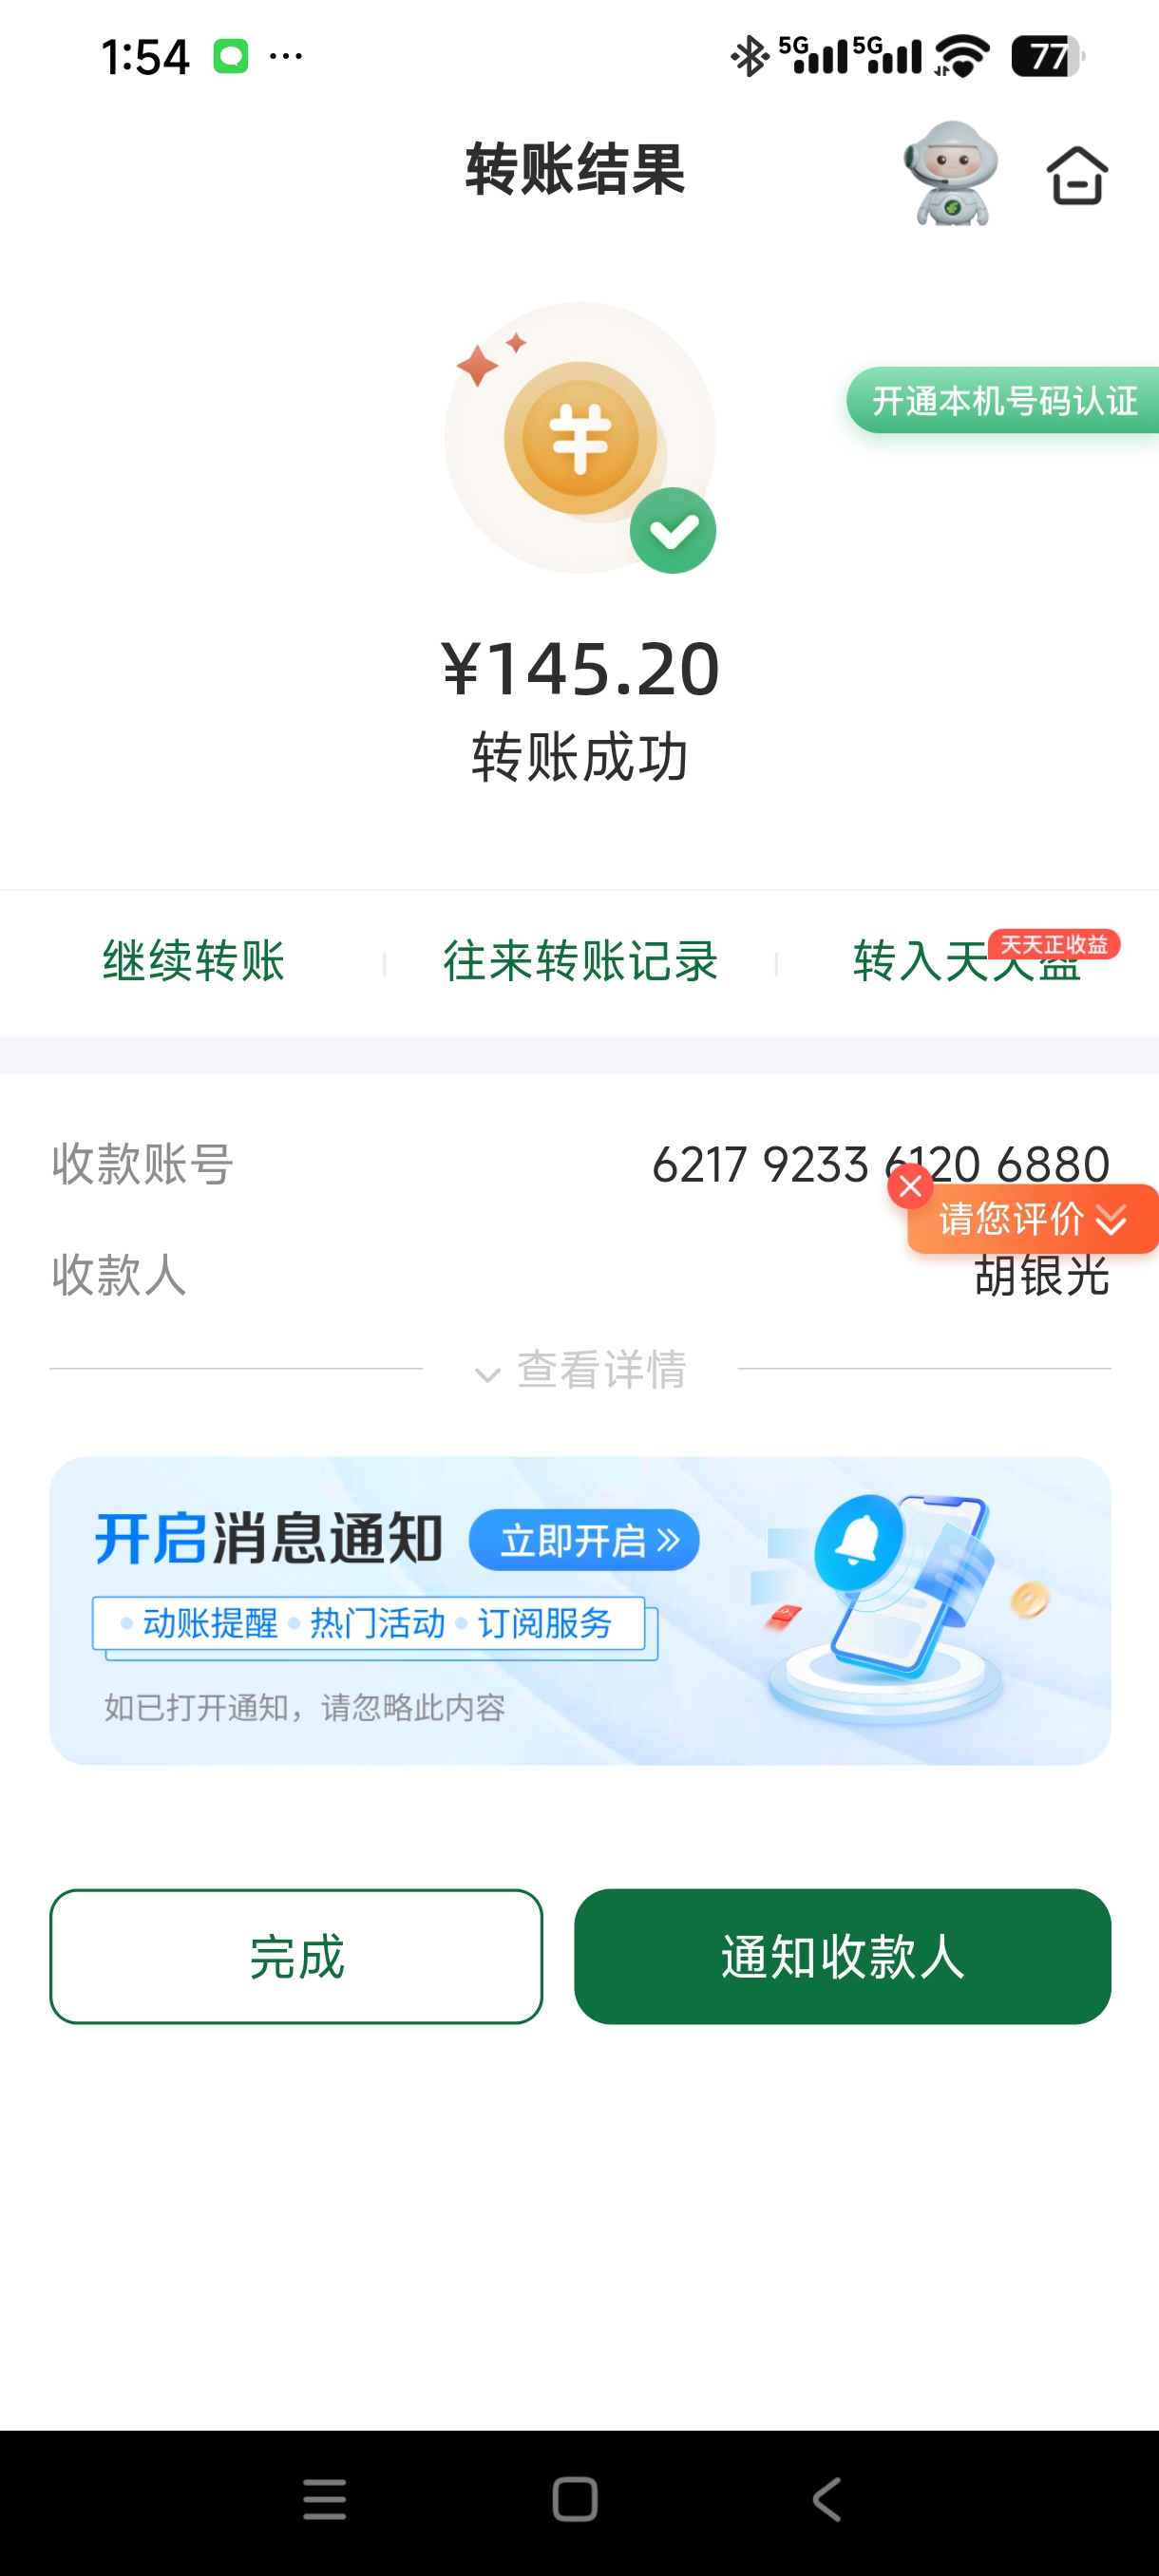 1:54 ...
5G 5G 77
转账结果
开通本机号码认证
¥145.20
转账成功
继续转账 往来转账记录 转入天天盈
天天正收益
收款账号 6217 9233 6120 6880
请您评价
收款人 胡银光
查看详情
开启消息通知 立即开启
动账提醒 热门活动 订阅服务
如已打开通知，请忽略此内容
完成 通知收款人